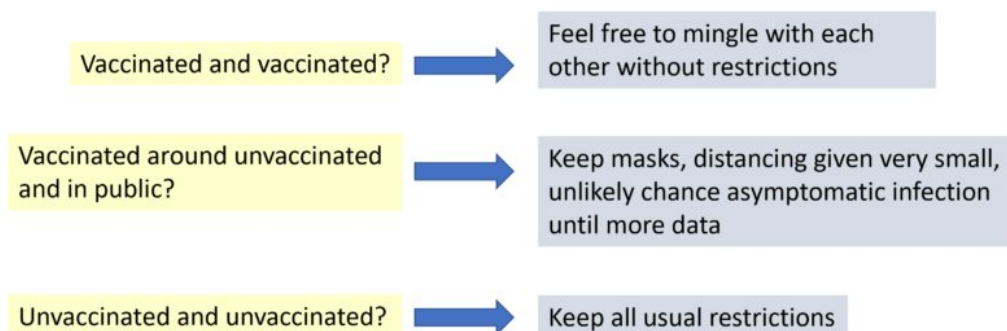 Vaccinated and vaccinated?
Feel free to mingle with each
other without restrictions
Vaccinated around unvaccinated
and in public?
Keep masks, distancing given very small,
unlikely chance asymptomatic infection
until more data
Unvaccinated and unvaccinated?
Keep all usual restrictions